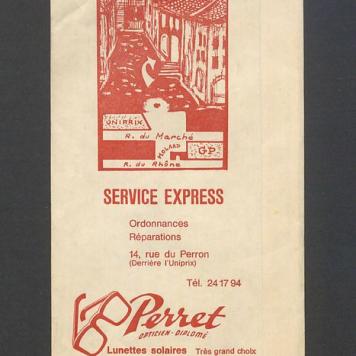 UNIPRIX
R. du Marché
MOLARD
GP
R. du Rhône
SERVICE EXPRESS
Ordonnances
Réparations
14, rue du Perron
(Derrière l'Uniprix)
Tél. 24 17 94
Perret
OPTICIEN-DIPLOMÉ
Lunettes solaires Très grand choix